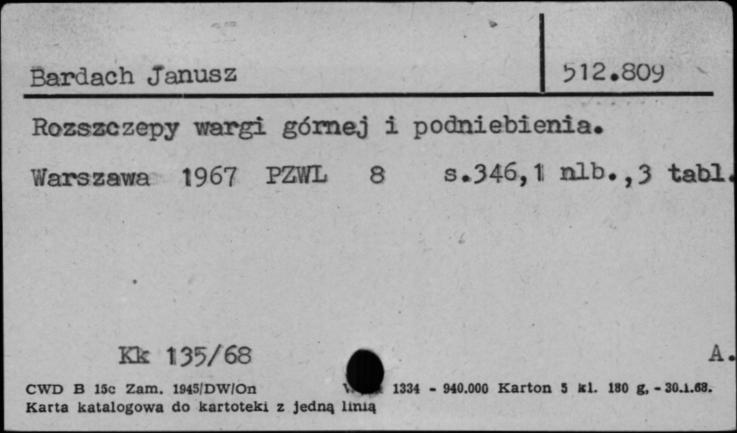 Bardach Janusz 512.809
Rozszczepy wargi górnej i podniebienia.
Warszawa 1967 PZWL 8 s.346,1 nlb.,3 tabl.
Kk 135/68 A.
CWD B 15c Zam. 1945/DW/On 1334 - 940.000 Karton 5 kl. 180 g, - 30.1.68.
Karta katalogowa do kartoteki z jedną linią